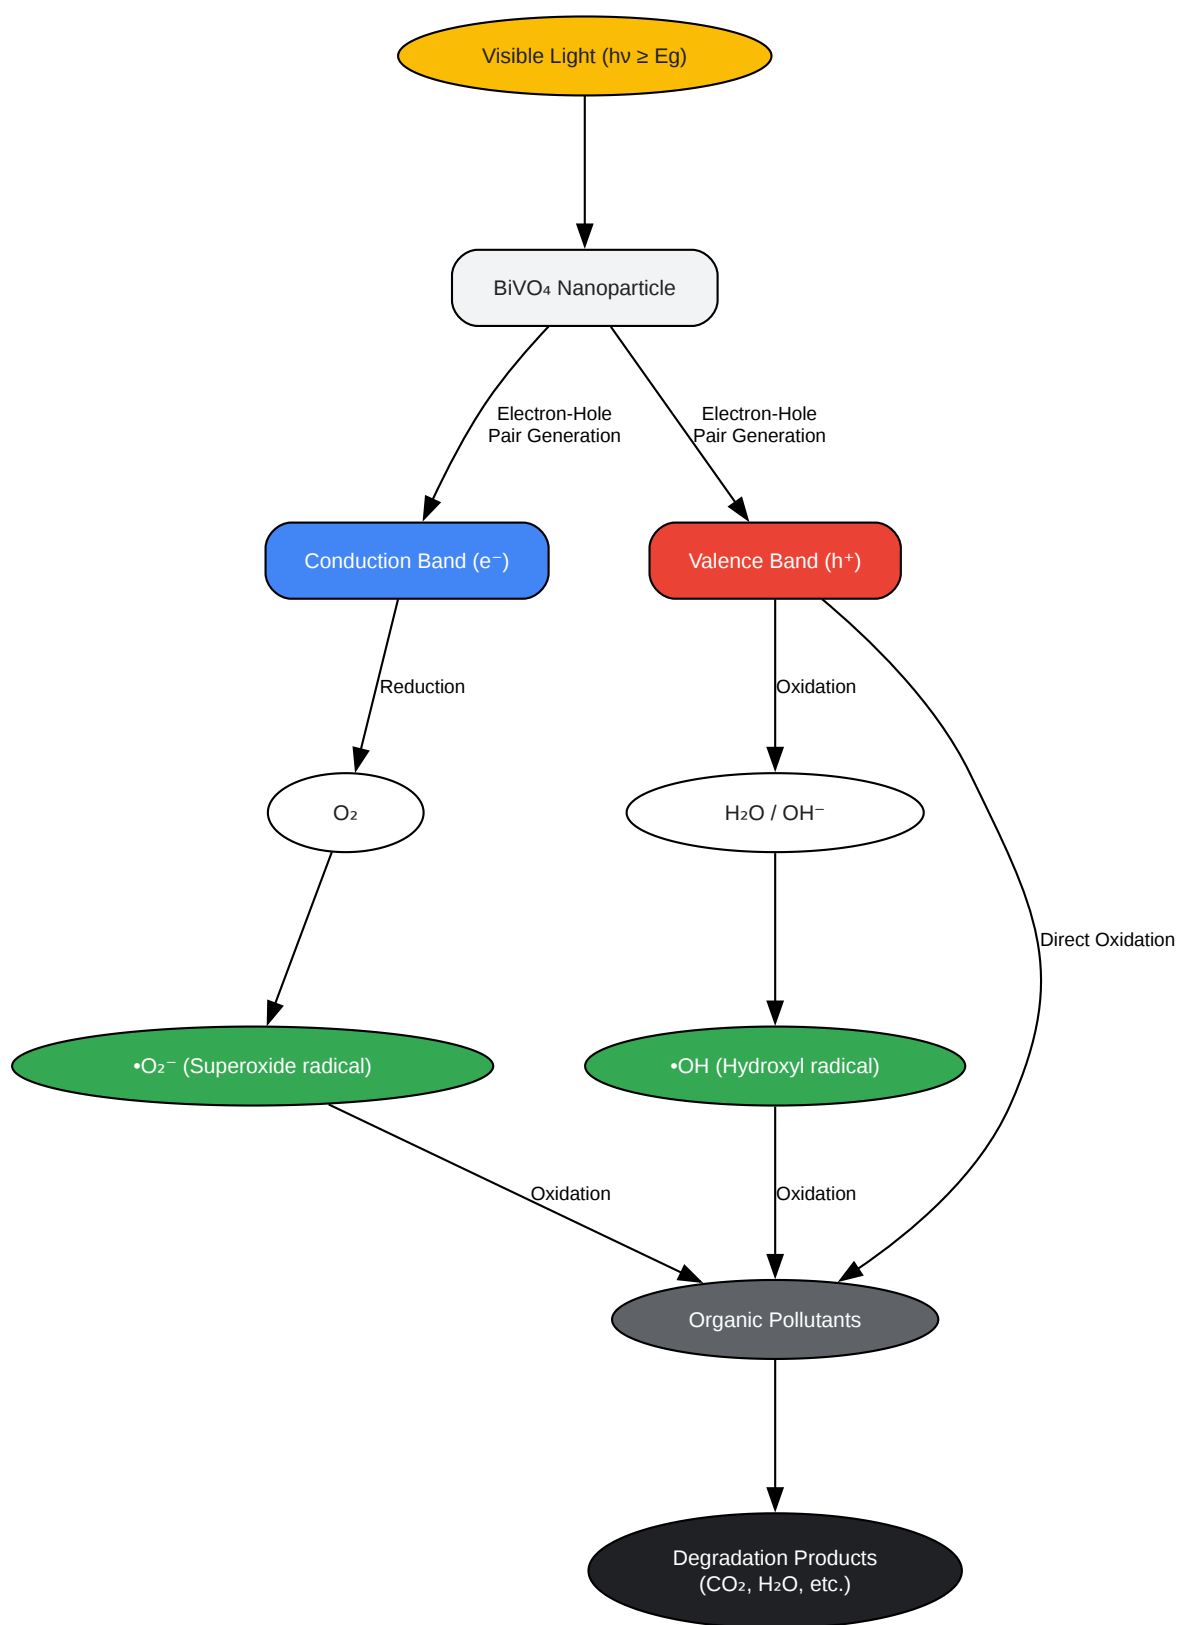 Visible Light (hν ≥ Eg)
BiVO₄ Nanoparticle
Electron-Hole
Pair Generation
Electron-Hole
Pair Generation
Conduction Band (e⁻)
Valence Band (h⁺)
Reduction
Oxidation
O₂
H₂O / OH⁻
Direct Oxidation
•O₂⁻ (Superoxide radical)
•OH (Hydroxyl radical)
Oxidation
Oxidation
Organic Pollutants
Degradation Products
(CO₂, H₂O, etc.)